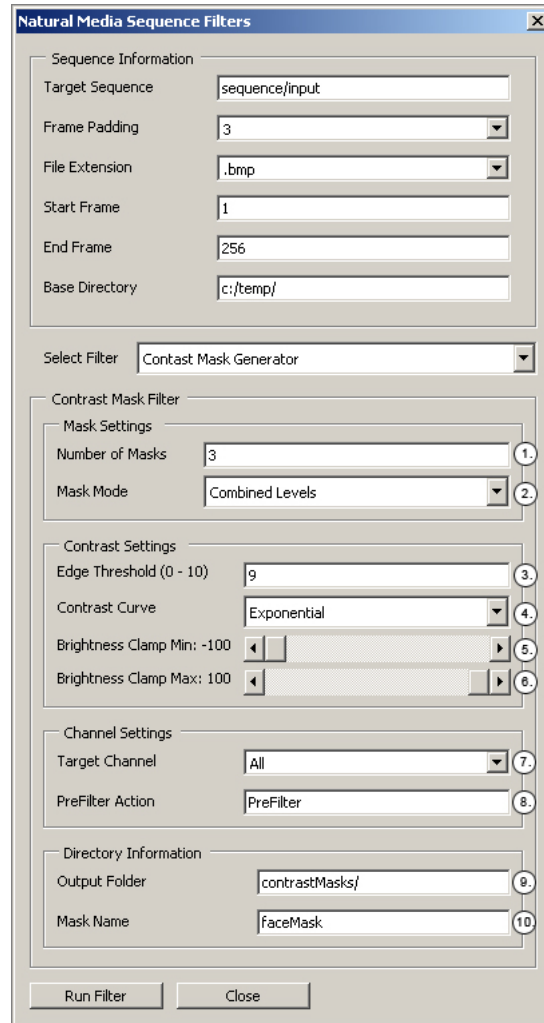 Natural Media Sequence Filters
Sequence Information
Target Sequence sequence/input
Frame Padding 3
File Extension .bmp
Start Frame 1
End Frame 256
Base Directory c:/temp/
Select Filter Contast Mask Generator
Contrast Mask Filter
Mask Settings
Number of Masks 3 1.
Mask Mode Combined Levels 2.
Contrast Settings
Edge Threshold (0 - 10) 9 3.
Contrast Curve Exponential 4.
Brightness Clamp Min: -100 5.
Brightness Clamp Max: 100 6.
Channel Settings
Target Channel All 7.
PreFilter Action PreFilter 8.
Directory Information
Output Folder contrastMasks/ 9.
Mask Name faceMask 10.
Run Filter Close